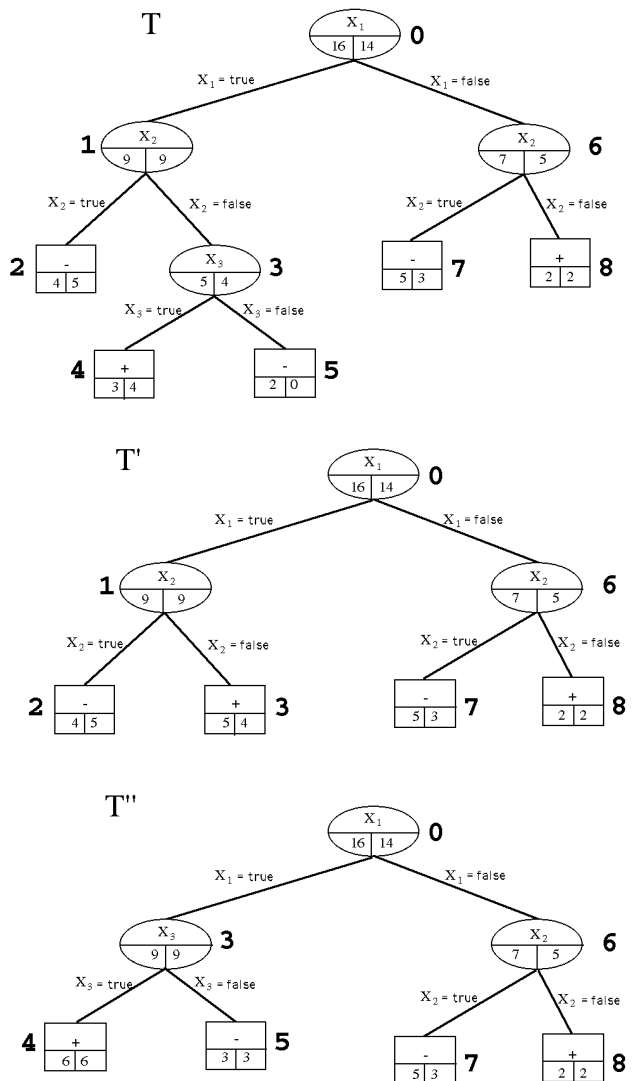 T
X₁ 0
16 14
X₁ = true X₁ = false
1 X₂ X₂ 6
9 9 7 5
X₂ = true X₂ = false X₂ = true X₂ = false
2 - X₃ 3 - 7 + 8
4 5 5 4 5 3 2 2
X₃ = true X₃ = false
4 + - 5
3 4 2 0
T'
X₁ 0
16 14
X₁ = true X₁ = false
1 X₂ X₂ 6
9 9 7 5
X₂ = true X₂ = false X₂ = true X₂ = false
2 - + 3 - 7 + 8
4 5 5 4 5 3 2 2
T"
X₁ 0
16 14
X₁ = true X₁ = false
X₃ 3 X₂ 6
9 9 7 5
X₃ = true X₃ = false X₂ = true X₂ = false
4 + - 5 - 7 + 8
6 6 3 3 5 3 2 2